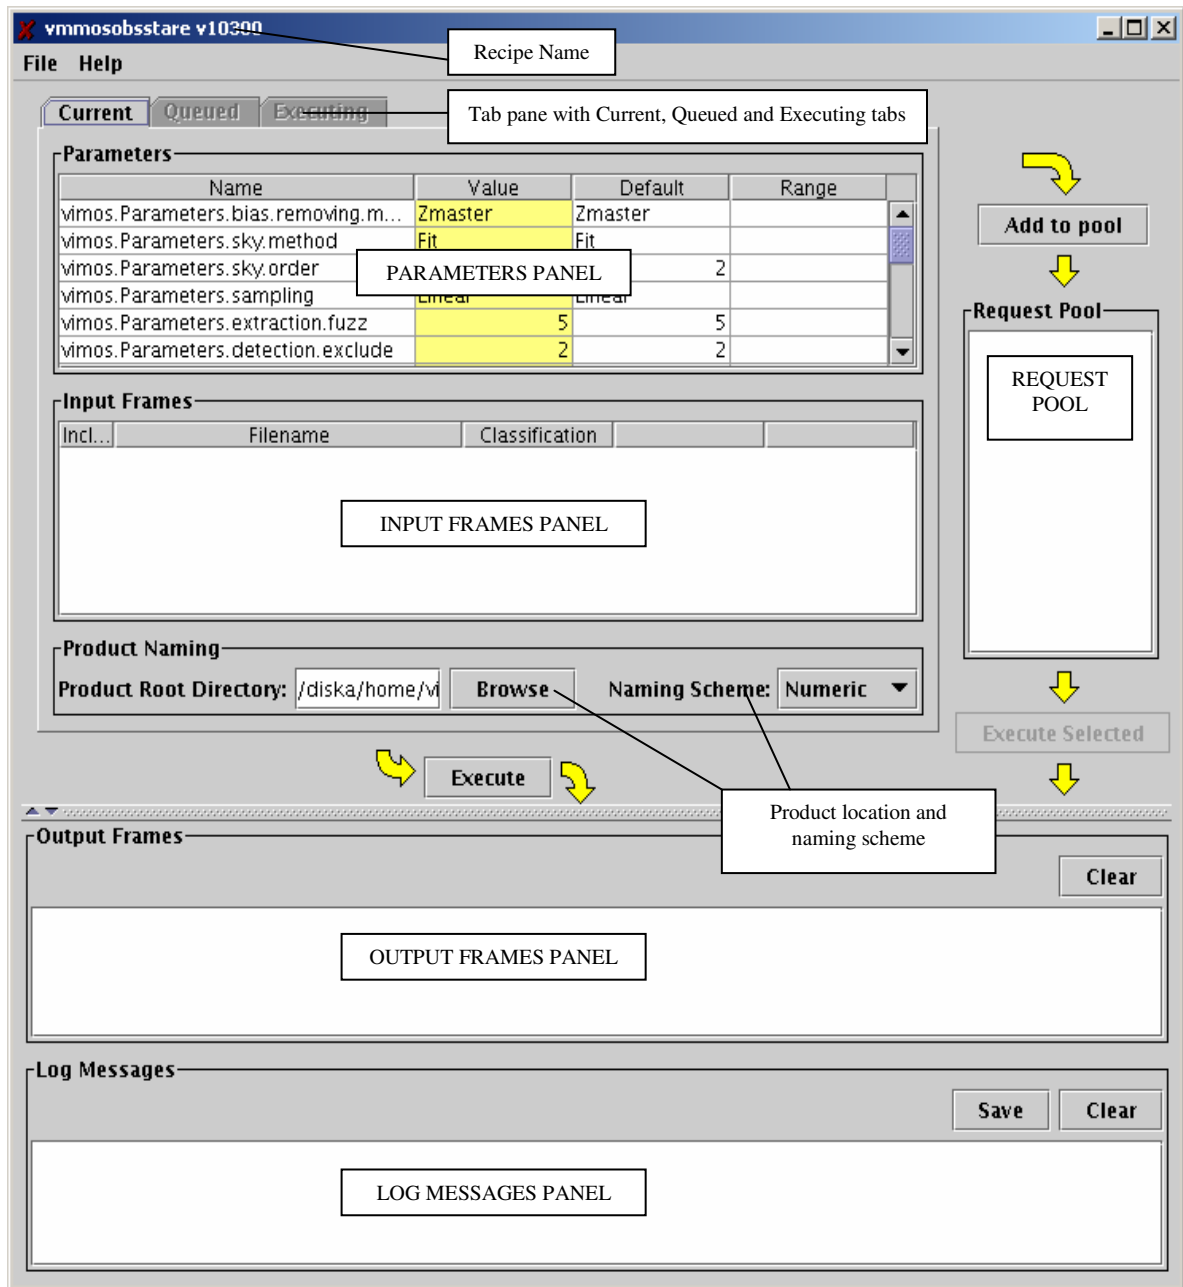 vmmosobsstare v10300
Recipe Name
File Help
Current Queued Executing
Tab pane with Current, Queued and Executing tabs
Parameters
Name Value Default Range
vimos.Parameters.bias.removing.m... Zmaster Zmaster
vimos.Parameters.sky.method Fit Fit
vimos.Parameters.sky.order 2
PARAMETERS PANEL
vimos.Parameters.sampling Linear Linear
vimos.Parameters.extraction.fuzz 5 5
vimos.Parameters.detection.exclude 2 2
Add to pool
Request Pool
REQUEST
POOL
Input Frames
Incl... Filename Classification
INPUT FRAMES PANEL
Product Naming
Product Root Directory: /diska/home/vi Browse Naming Scheme: Numeric
Execute Selected
Execute
Product location and
naming scheme
Output Frames
Clear
OUTPUT FRAMES PANEL
Log Messages
Save Clear
LOG MESSAGES PANEL